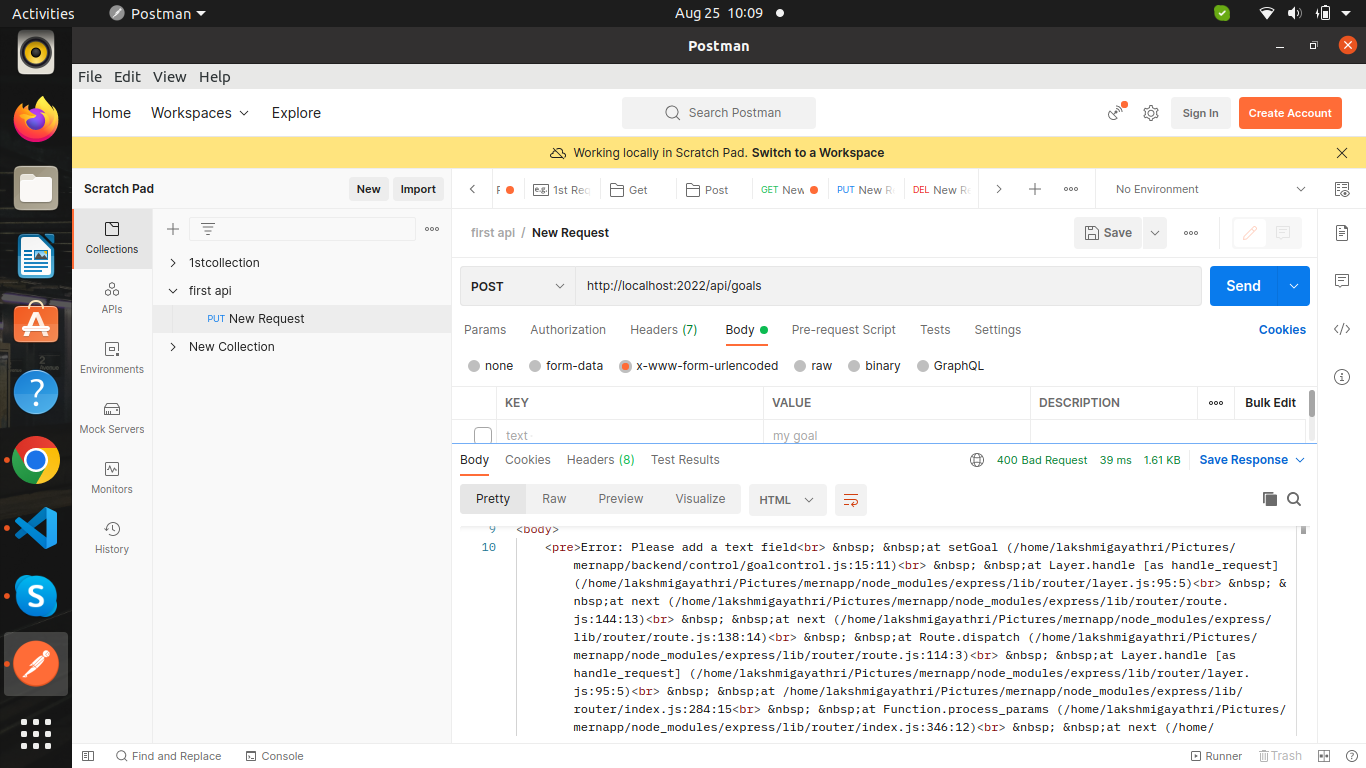 Activities Postman Aug 25 10:09
Postman
File Edit View Help
Home Workspaces Explore Search Postman Sign In Create Account
Working locally in Scratch Pad. Switch to a Workspace
Scratch Pad New Import
1st Req Get Post GET New PUT New R DEL New Re No Environment
Collections
APIs
Environments
Mock Servers
Monitors
History
1stcollection
first api
PUT New Request
New Collection
first api / New Request Save
POST http://localhost:2022/api/goals Send
Params Authorization Headers (7) Body Pre-request Script Tests Settings Cookies
none form-data x-www-form-urlencoded raw binary GraphQL
KEY VALUE DESCRIPTION Bulk Edit
text my goal
Body Cookies Headers (8) Test Results 400 Bad Request 39 ms 1.61 KB Save Response
Pretty Raw Preview Visualize HTML
9 <body>
10 <pre>Error: Please add a text field<br> &nbsp; &nbsp;at setGoal (/home/lakshmigayathri/Pictures/
mernapp/backend/control/goalcontrol.js:15:11)<br> &nbsp; &nbsp;at Layer.handle [as handle_request]
(/home/lakshmigayathri/Pictures/mernapp/node_modules/express/lib/router/layer.js:95:5)<br> &nbsp; &
nbsp;at next (/home/lakshmigayathri/Pictures/mernapp/node_modules/express/lib/router/route.
js:144:13)<br> &nbsp; &nbsp;at next (/home/lakshmigayathri/Pictures/mernapp/node_modules/express/
lib/router/route.js:138:14)<br> &nbsp; &nbsp;at Route.dispatch (/home/lakshmigayathri/Pictures/
mernapp/node_modules/express/lib/router/route.js:114:3)<br> &nbsp; &nbsp;at Layer.handle [as
handle_request] (/home/lakshmigayathri/Pictures/mernapp/node_modules/express/lib/router/layer.
js:95:5)<br> &nbsp; &nbsp;at /home/lakshmigayathri/Pictures/mernapp/node_modules/express/lib/
router/index.js:284:15<br> &nbsp; &nbsp;at Function.process_params (/home/lakshmigayathri/Pictures/
mernapp/node_modules/express/lib/router/index.js:346:12)<br> &nbsp; &nbsp;at next (/home/
Find and Replace Console Runner Trash